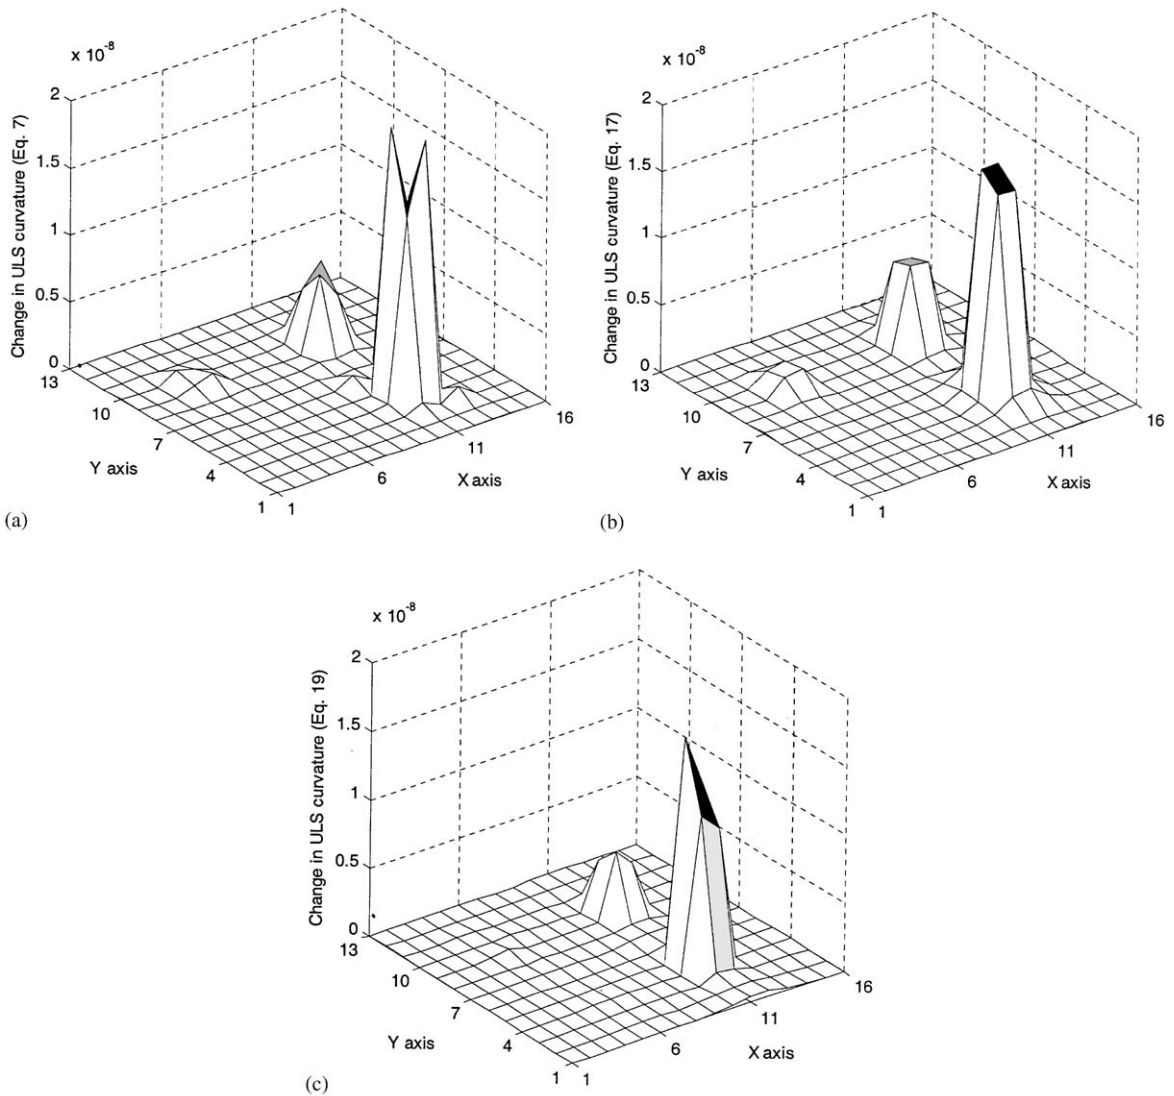 x 10-8
2
1.5
1
0.5
0
Change in ULS curvature (Eq. 7)
13
10
7
4
1
Y axis
1
6
11
16
X axis
(a)
x 10-8
2
1.5
1
0.5
0
Change in ULS curvature (Eq. 17)
13
10
7
4
1
Y axis
1
6
11
16
X axis
(b)
x 10-8
2
1.5
1
0.5
0
Change in ULS curvature (Eq. 19)
13
10
7
4
1
Y axis
1
6
11
16
X axis
(c)